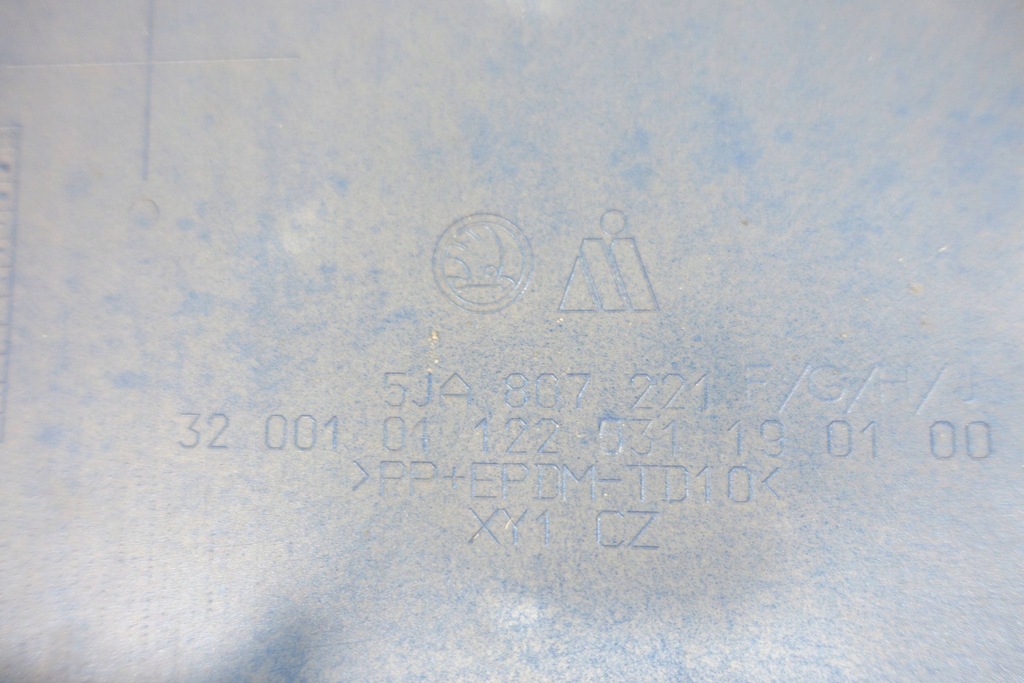 5JA 807 221 F/G/H/J
32 001 01 122 031 19 01 00
>PP+EPDM-TD10<
XY1 CZ